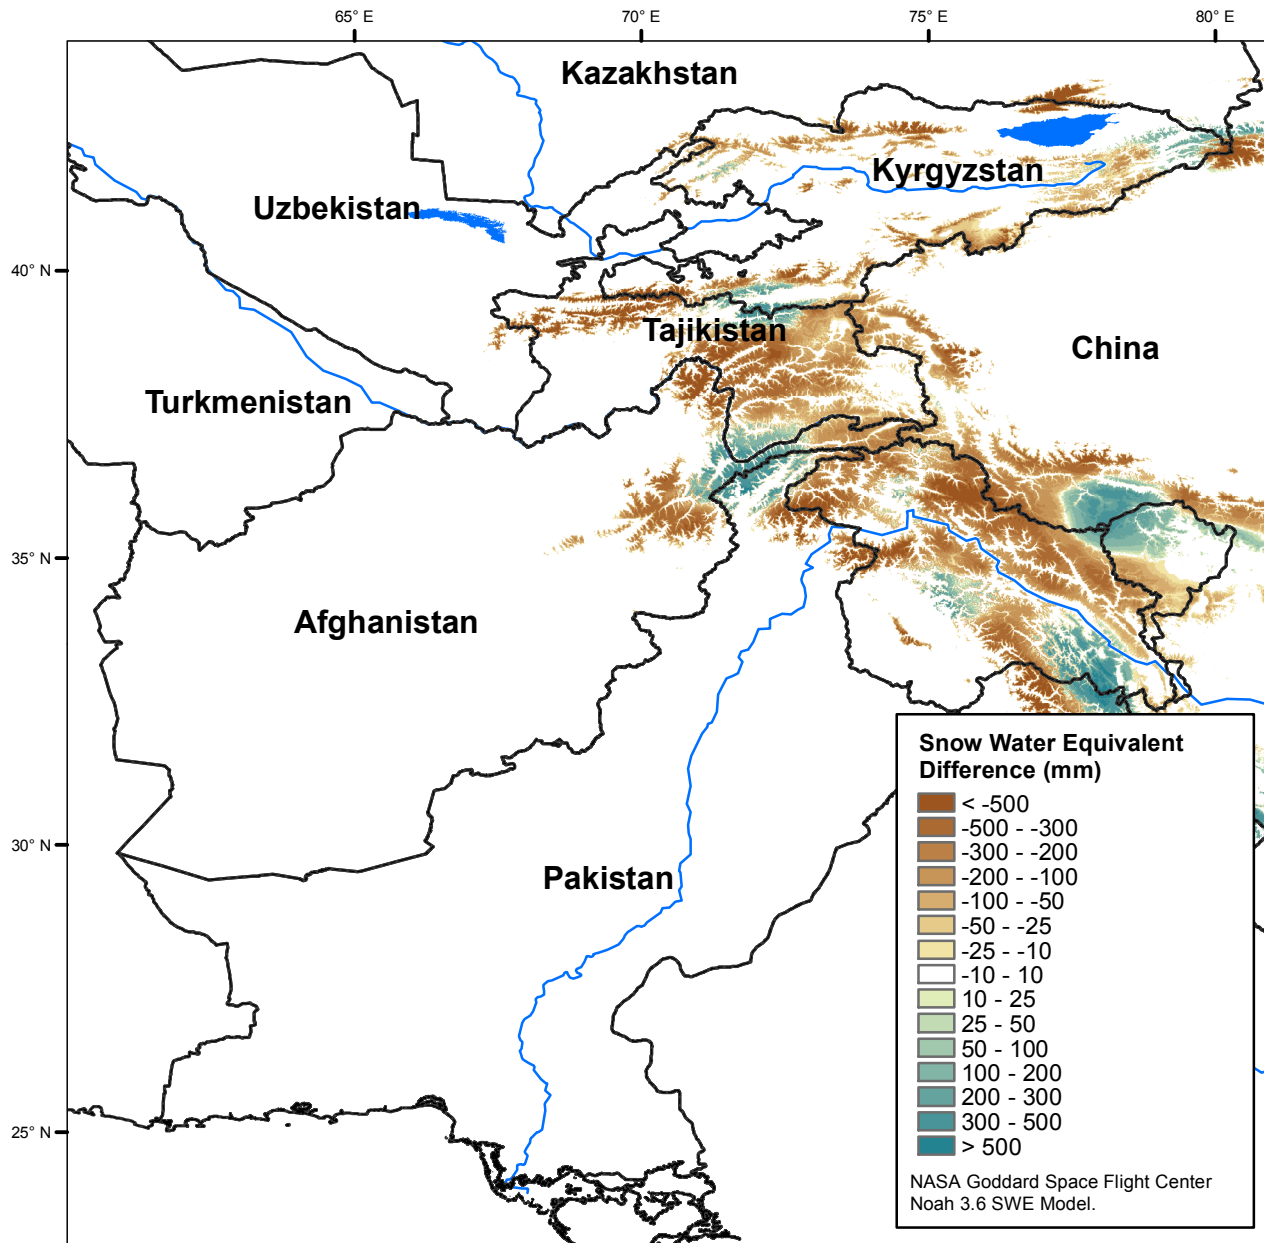 65° E
70° E
75° E
80° E
Kazakhstan
Kyrgyzstan
Uzbekistan
40° N
Tajikistan
China
Turkmenistan
35° N
Afghanistan
Snow Water Equivalent
Difference (mm)
< -500
-500 - -300
-300 - -200
-200 - -100
-100 - -50
-50 - -25
-25 - -10
-10 - 10
10 - 25
25 - 50
50 - 100
100 - 200
200 - 300
300 - 500
> 500
NASA Goddard Space Flight Center
Noah 3.6 SWE Model.
30° N
Pakistan
25° N